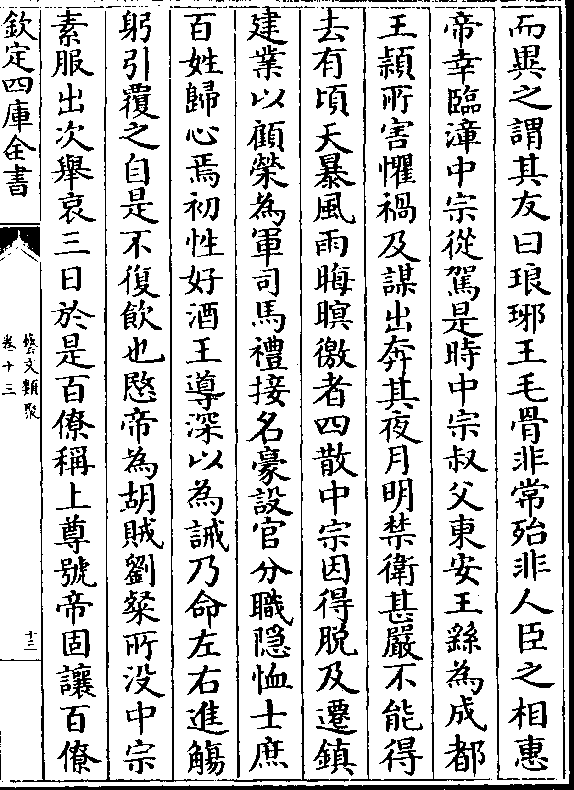 而異之謂其友曰琅琊王毛骨非常殆非人臣之相惠
帝幸臨漳中宗從駕是時中宗叔父東安王繇為成都
王穎所害懼禍及謀出奔其夜月明禁衛甚嚴不能得
去有頃天暴風雨晦暝徼者四散中宗因得脱及遷鎮
建業以顧榮為軍司馬禮接名豪設官分職隠恤士庶
百姓歸心焉初性好酒王導深以為誡乃命左右進觴
躬引覆之自是不復飲也愍帝為胡賊劉粲所没中宗
素服出次舉哀三日於是百僚稱上尊號帝固讓百僚
欽定四庫全書
藝文類聚
卷十三
十三